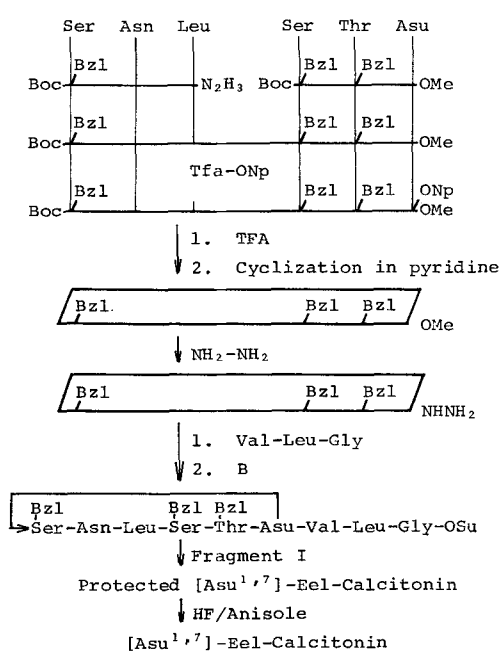 Ser Asn Leu Ser Thr Asu
Bzl Bzl Bzl
Boc N2H3 Boc OMe
Bzl Bzl Bzl
Boc OMe
Tfa-ONp
Bzl Bzl Bzl ONp
Boc OMe
1. TFA
2. Cyclization in pyridine
Bzl Bzl Bzl
OMe
NH2-NH2
Bzl Bzl Bzl
NHNH2
1. Val-Leu-Gly
2. B
Bzl Bzl Bzl
Ser-Asn-Leu-Ser-Thr-Asu-Val-Leu-Gly-OSu
Fragment I
Protected [Asu1,7]-Eel-Calcitonin
HF/Anisole
[Asu1,7]-Eel-Calcitonin